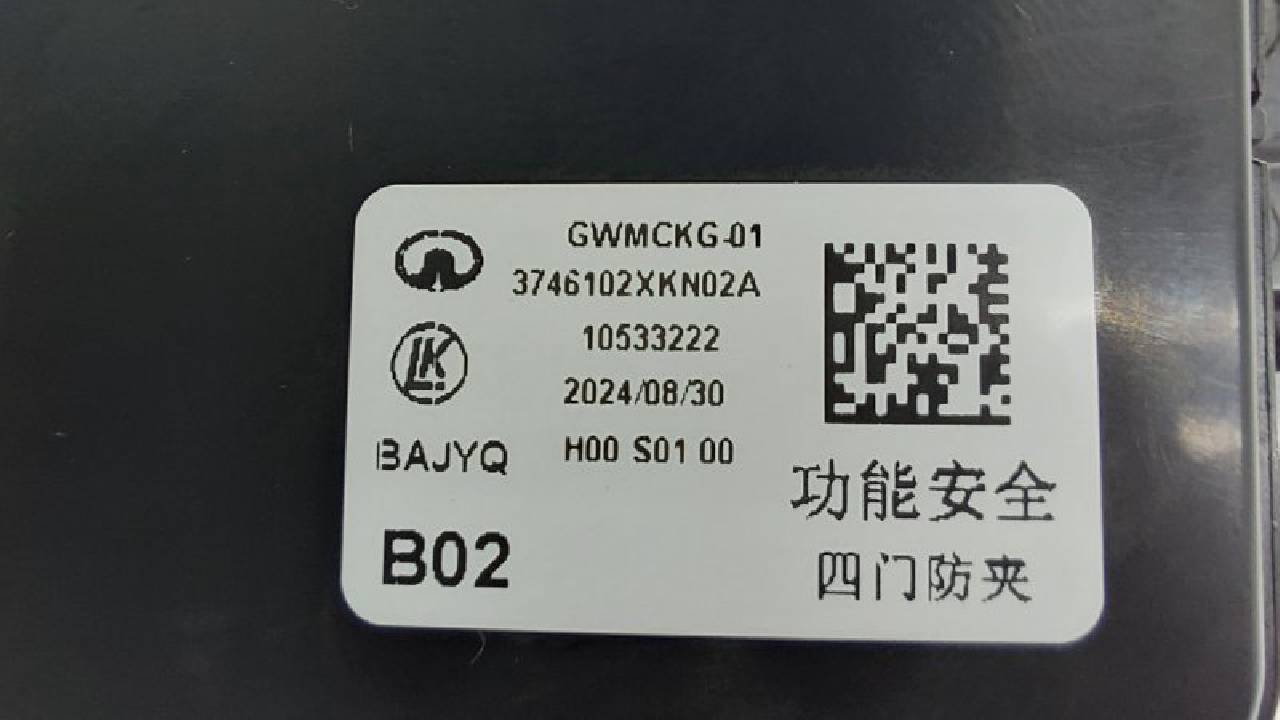 GWMCKG-01
3746102XKN02A
10533222
2024/08/30
LK
BAJYQ
H00 S01 00
B02
功能安全
四门防夹